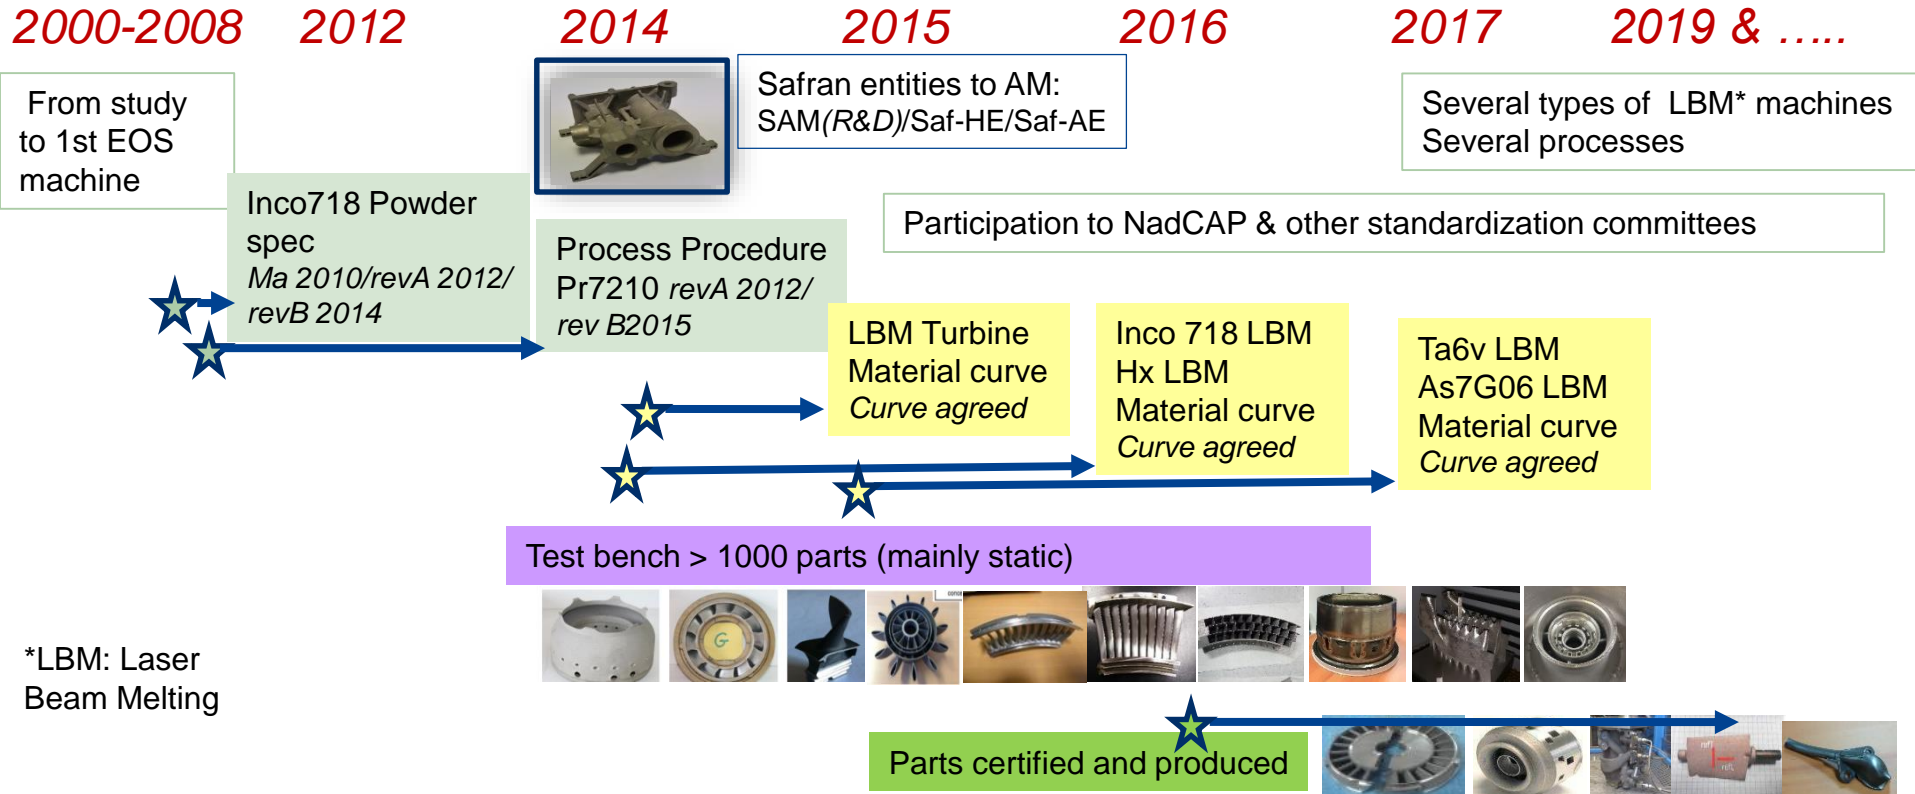 2000-2008 2012 2014 2015 2016 2017 2019 & …..
From study
to 1st EOS
machine
Safran entities to AM:
SAM(R&D)/Saf-HE/Saf-AE
Several types of LBM* machines
Several processes
Inco718 Powder
spec
Ma 2010/revA 2012/
revB 2014
Process Procedure
Pr7210 revA 2012/
rev B2015
Participation to NadCAP & other standardization committees
LBM Turbine
Material curve
Curve agreed
Inco 718 LBM
Hx LBM
Material curve
Curve agreed
Ta6v LBM
As7G06 LBM
Material curve
Curve agreed
Test bench > 1000 parts (mainly static)
G
*LBM: Laser
Beam Melting
Parts certified and produced